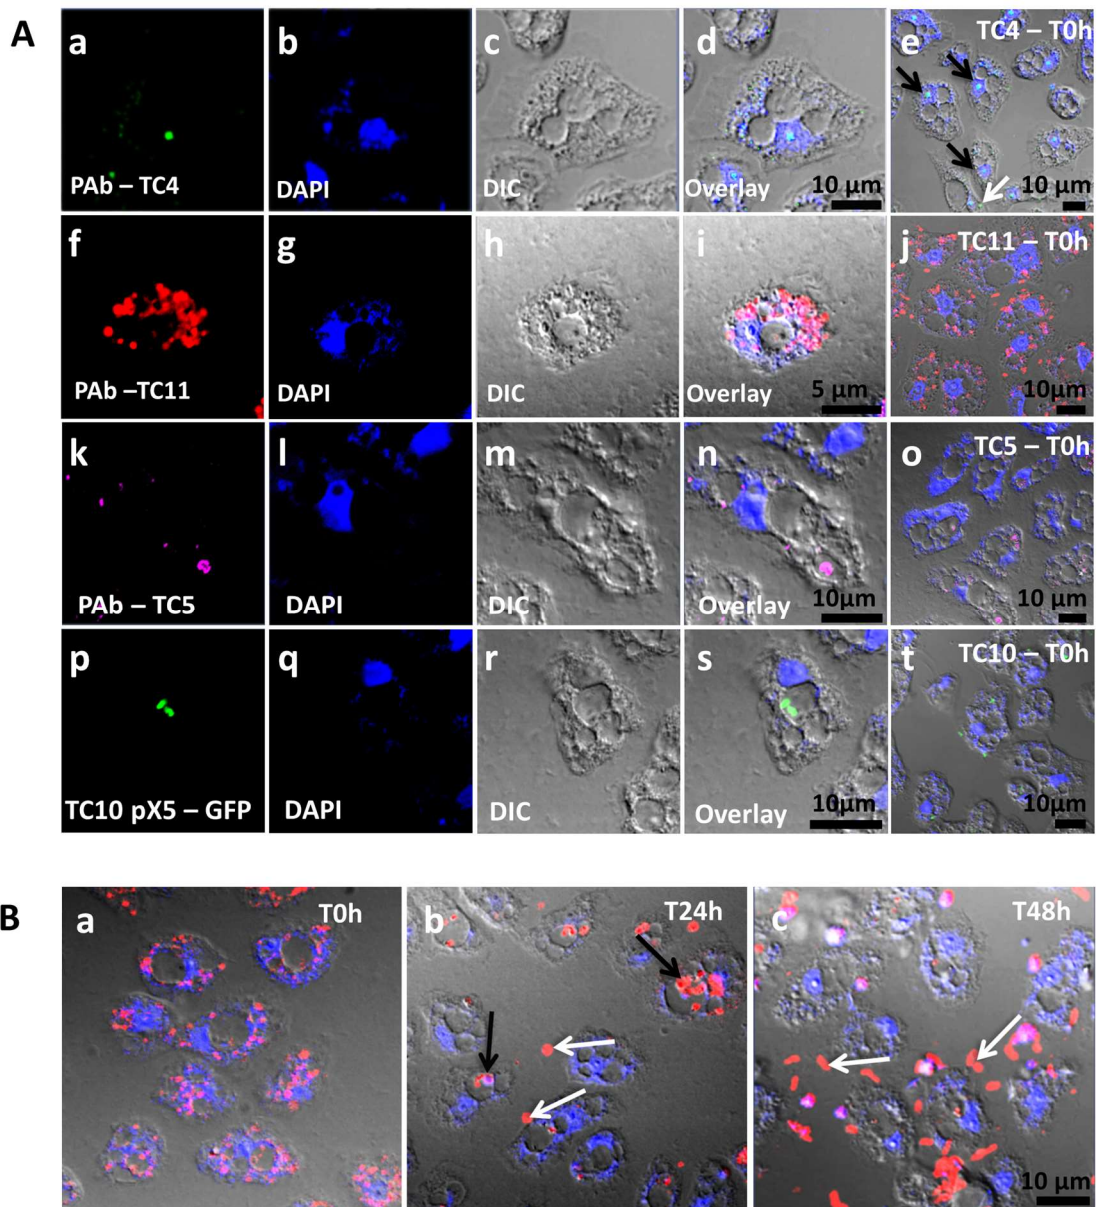 A
a
PAb – TC4
b
DAPI
c
DIC
d
Overlay
10 µm
e
TC4 – T0h
10 µm
f
PAb –TC11
g
DAPI
h
DIC
i
Overlay
5 µm
j
TC11 – T0h
10µm
k
PAb – TC5
l
DAPI
m
DIC
n
Overlay
10µm
o
TC5 – T0h
10 µm
p
TC10 pX5 – GFP
q
DAPI
r
DIC
s
Overlay
10µm
t
TC10 – T0h
10µm
B
a
T0h
b
T24h
c
T48h
10 µm